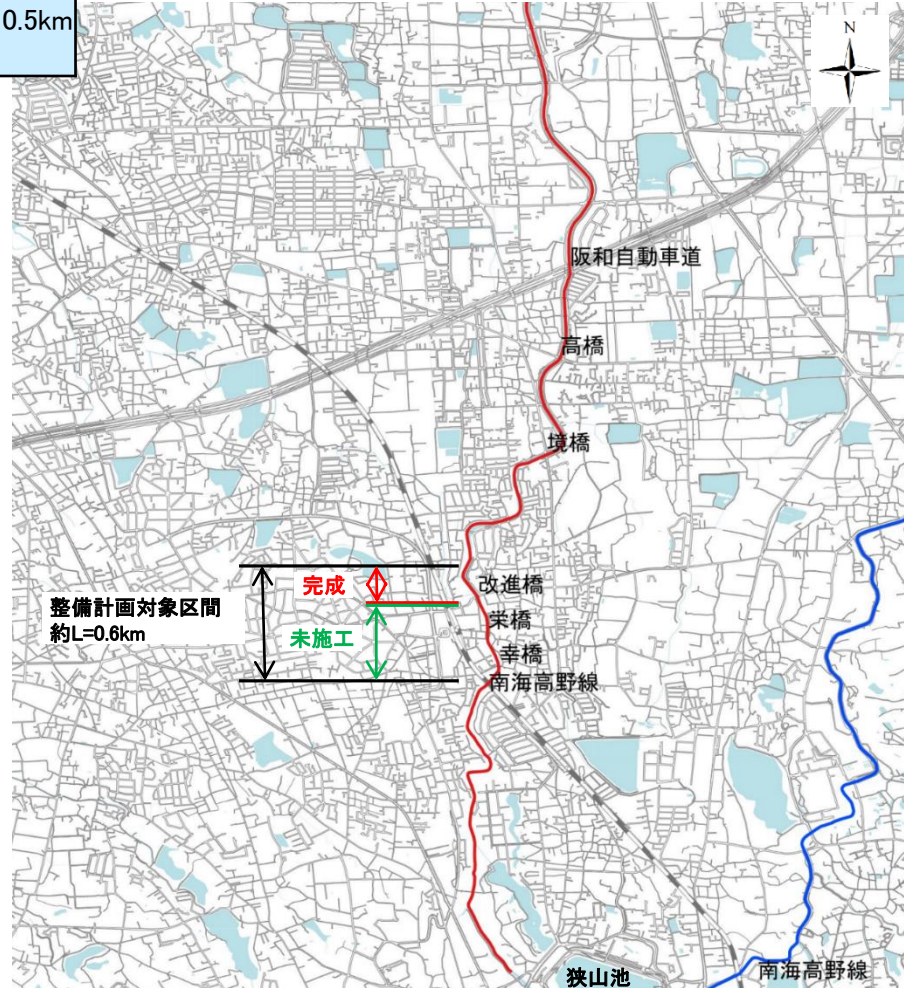 0.5km
N
阪和自動車道
高橋
境橋
改進橋
完成
整備計画対象区間
約L=0.6km
栄橋
未施工
幸橋
南海高野線
南海高野線
狭山池